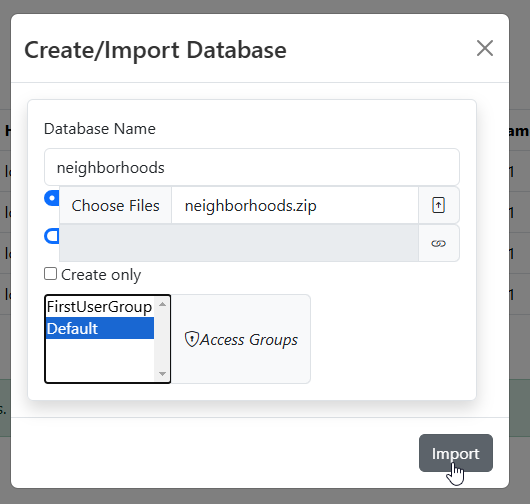 Create/Import Database
Database Name
neighborhoods
Choose Files neighborhoods.zip
Create only
FirstUserGroup
Default
Access Groups
Import